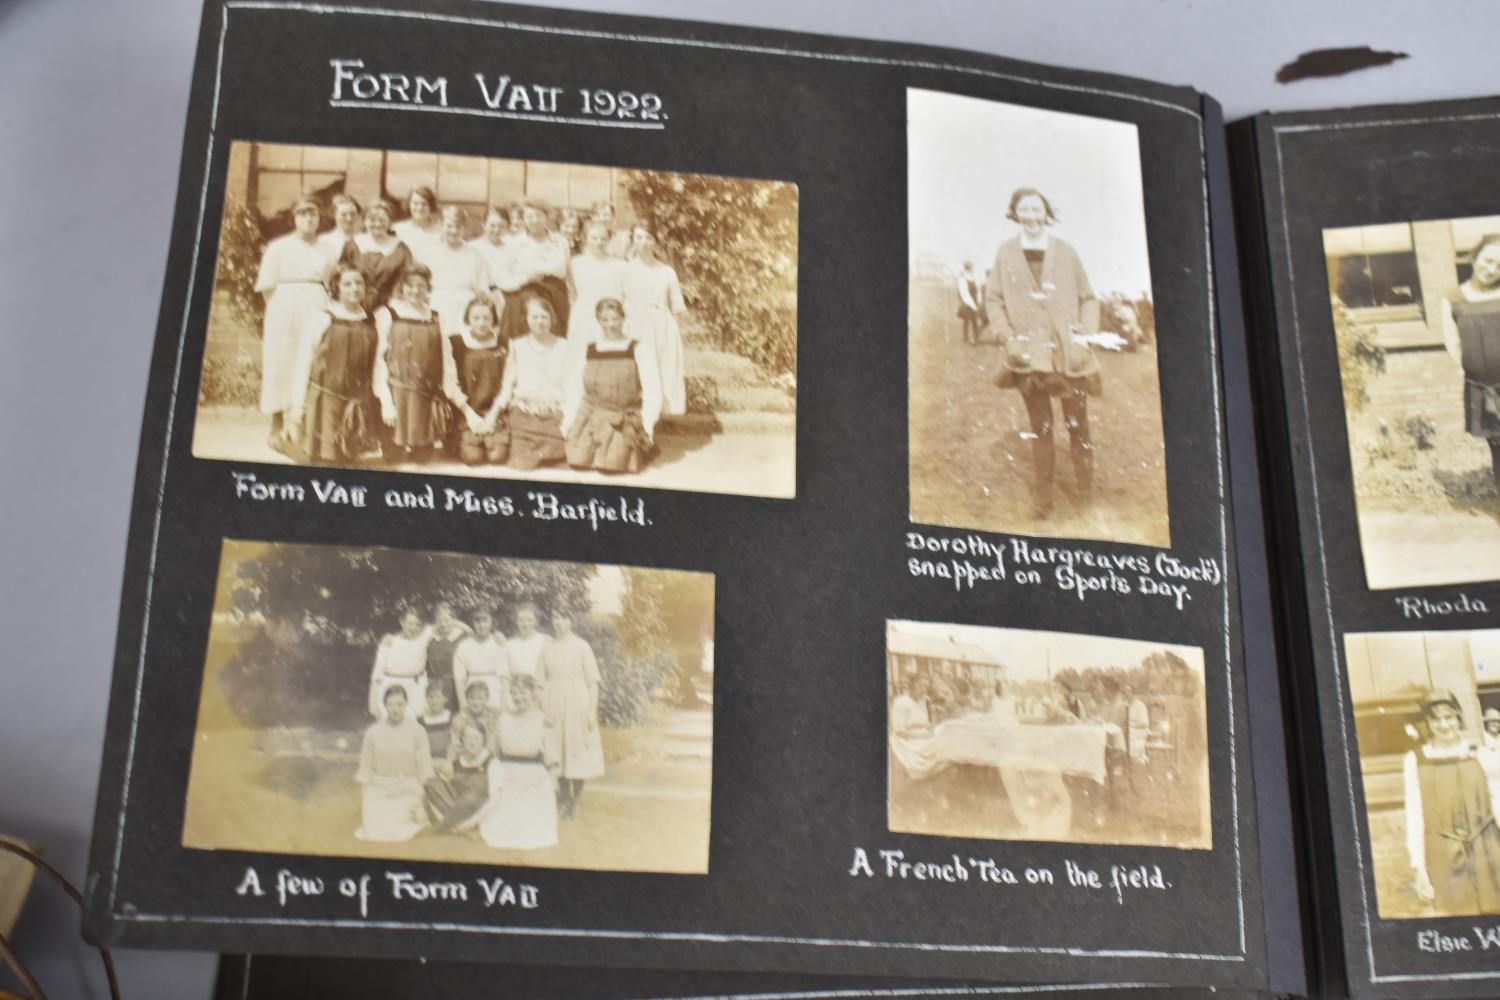 FORM VAII 1922.
Form VAII and Miss. Barfield.
Dorothy Hargreaves (Jock)
snapped on Sports Day.
A few of Form VAII
A French Tea on the field.
Rhoda
Elsie